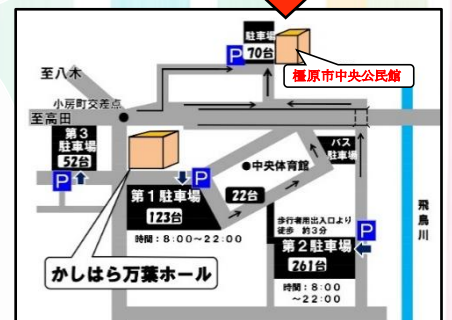 駐車場
P 70台
橿原市中央公民館
至八木
小房町交差点
至高田
第3
駐車場
52台
P
P
第1駐車場
123台
時間：8:00～22:00
22台
●中央体育館
バス
駐車場
歩行者用出入口より
徒歩 約3分
P
第2駐車場
261台
時間：8:00
～22:00
飛鳥川
かしはら万葉ホール